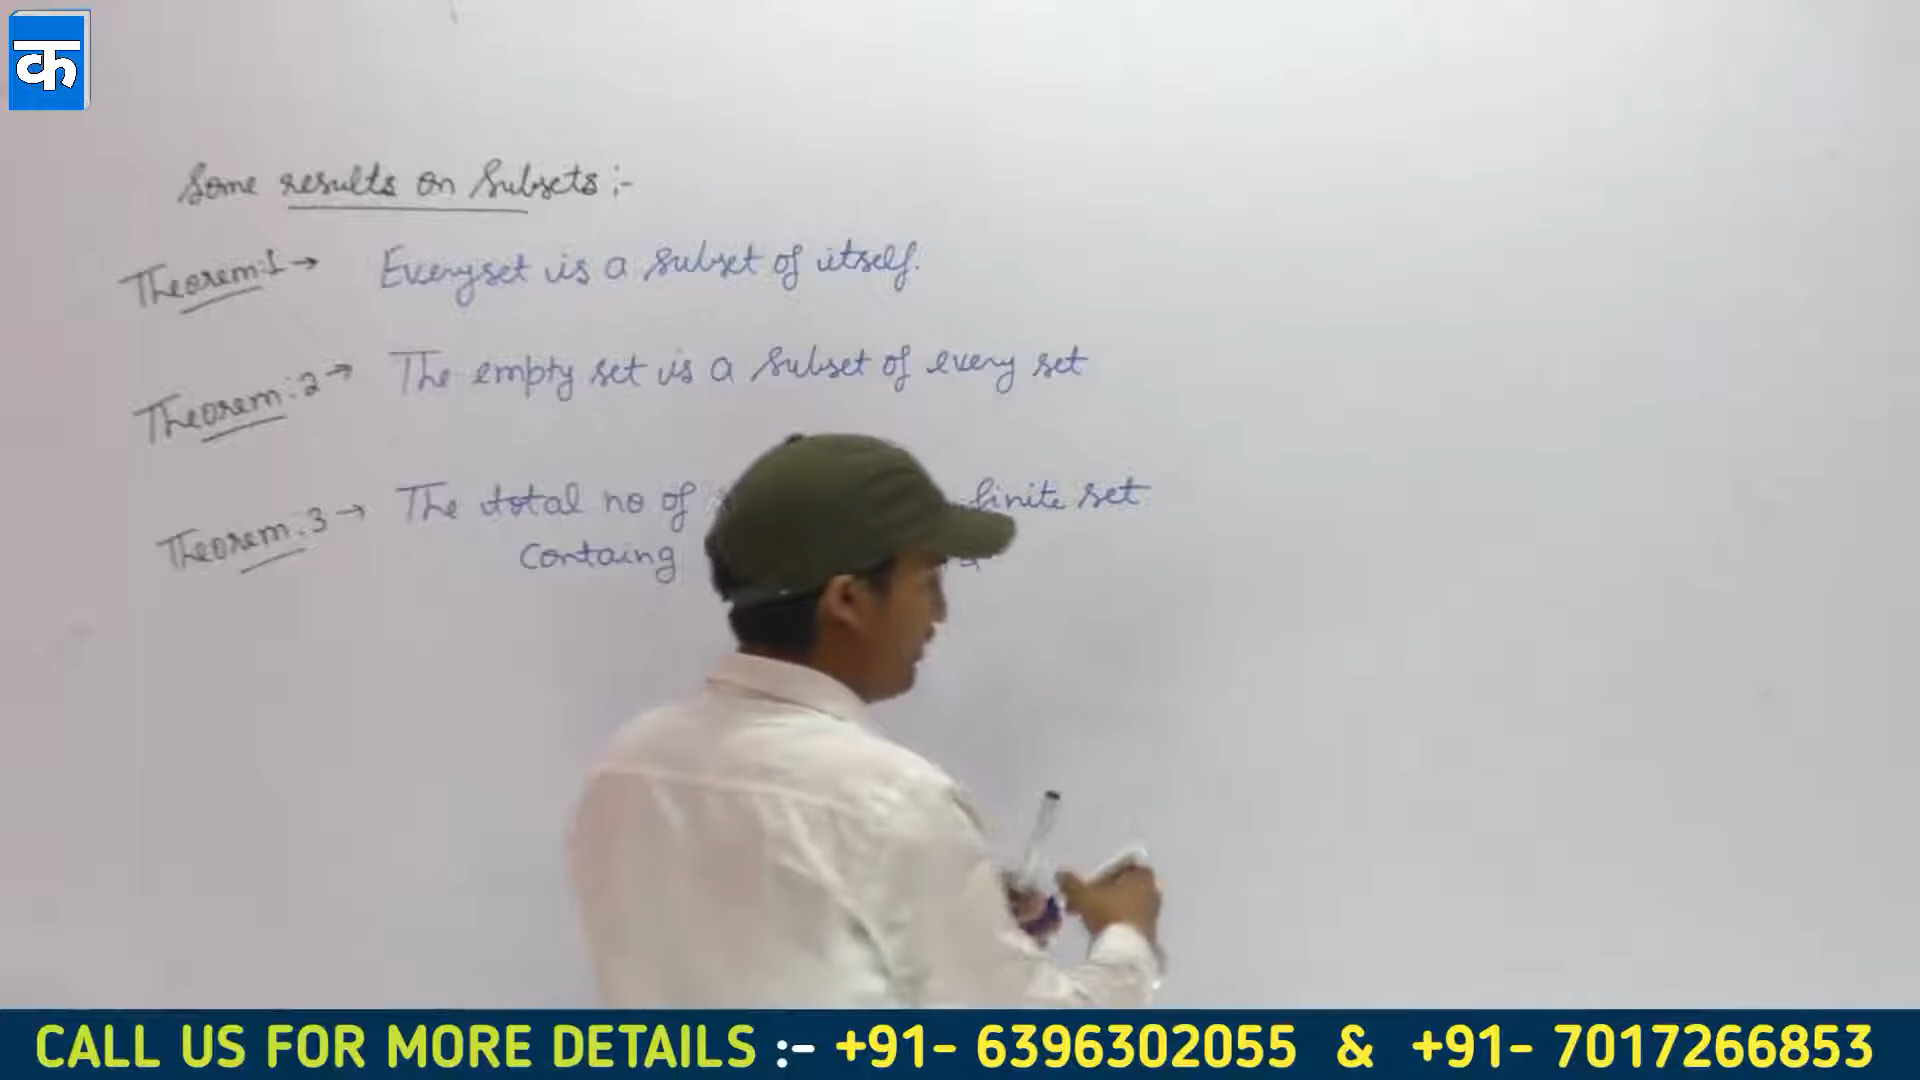 क
Some results on Subsets :-
Theorem:1 → Every set is a subset of itself.
Theorem:2 → The empty set is a subset of every set
Theorem:3 → The total no of finite set
Containg
CALL US FOR MORE DETAILS :- +91- 6396302055 & +91- 7017266853